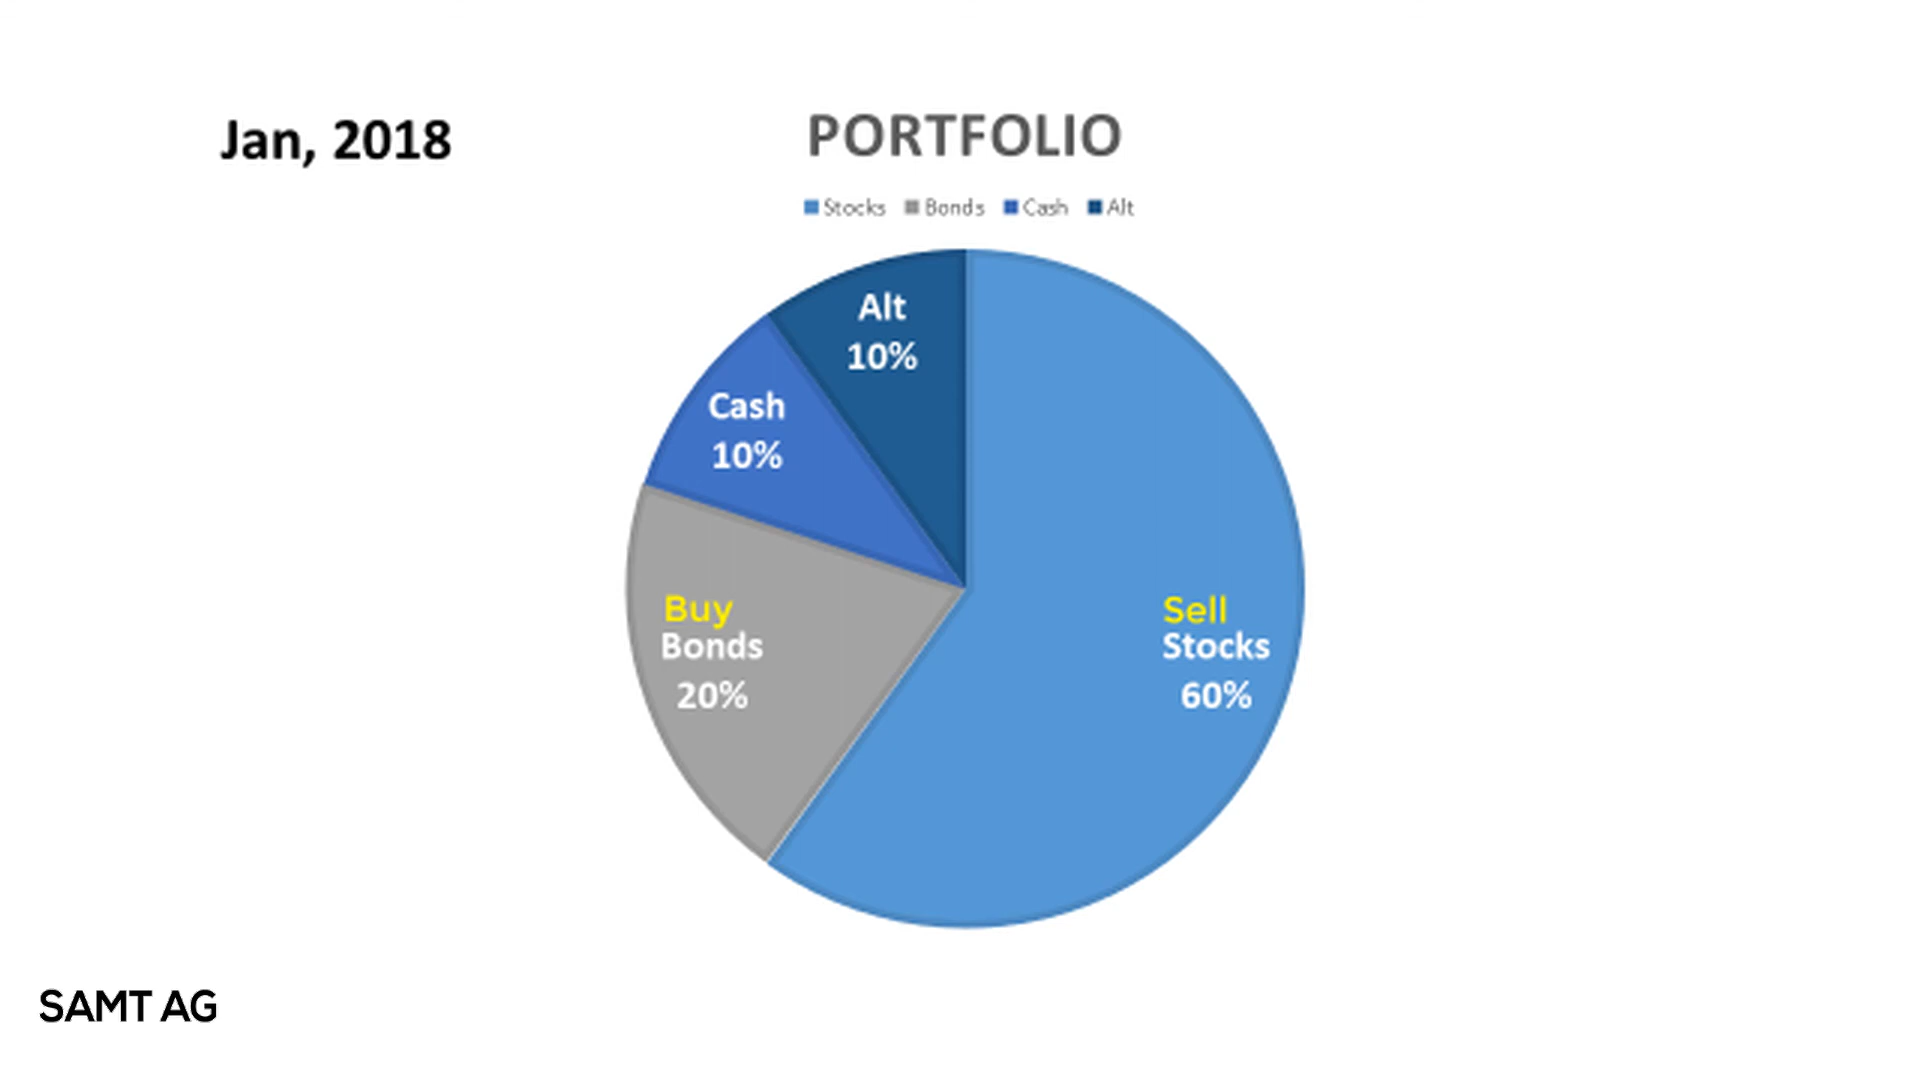 Jan, 2018
PORTFOLIO
Stocks Bonds Cash Alt
Alt
10%
Cash
10%
Buy
Bonds
20%
Sell
Stocks
60%
SAMT AG